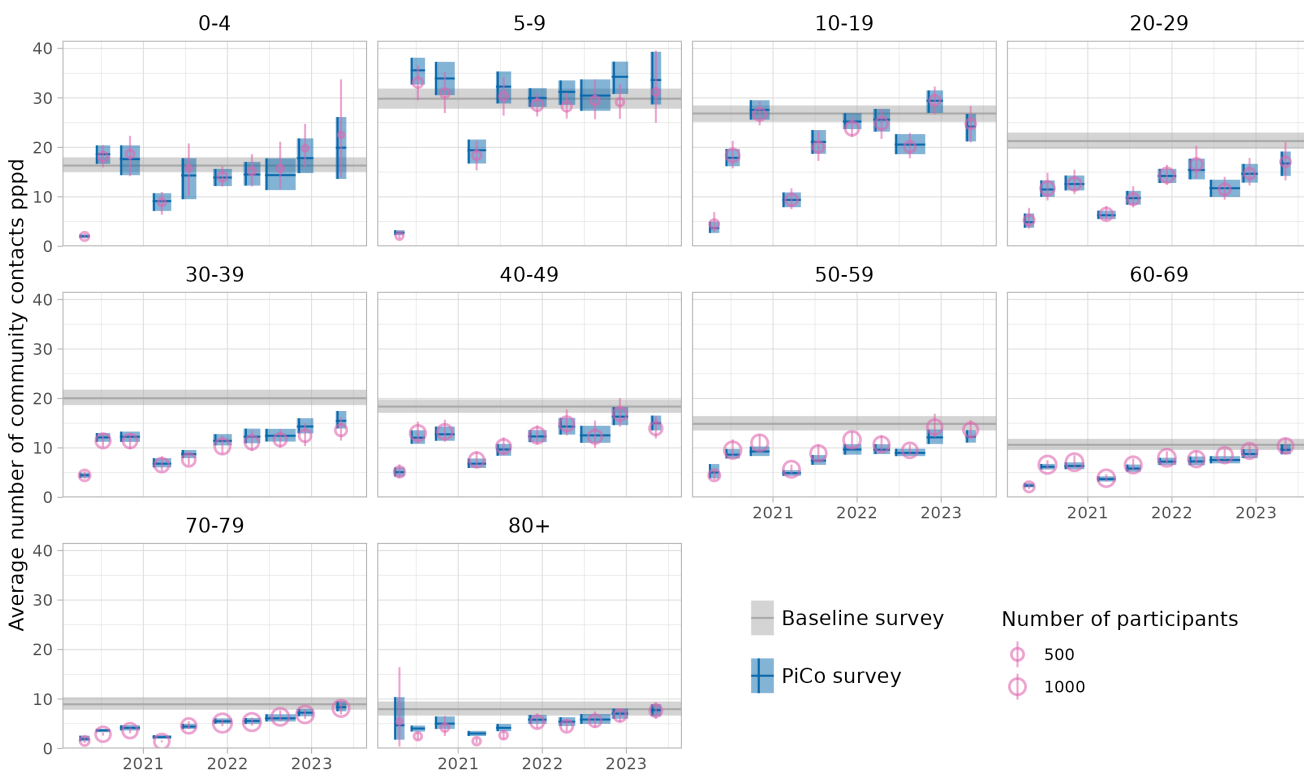 0-4 5-9 10-19 20-29
40
30
20
10
0
30-39 40-49 50-59 60-69
40
30
20
10
0
2021 2022 2023 2021 2022 2023
70-79 80+
40
30
20
10
0
2021 2022 2023 2021 2022 2023
Average number of community contacts pppd
Baseline survey
PiCo survey
Number of participants
500
1000